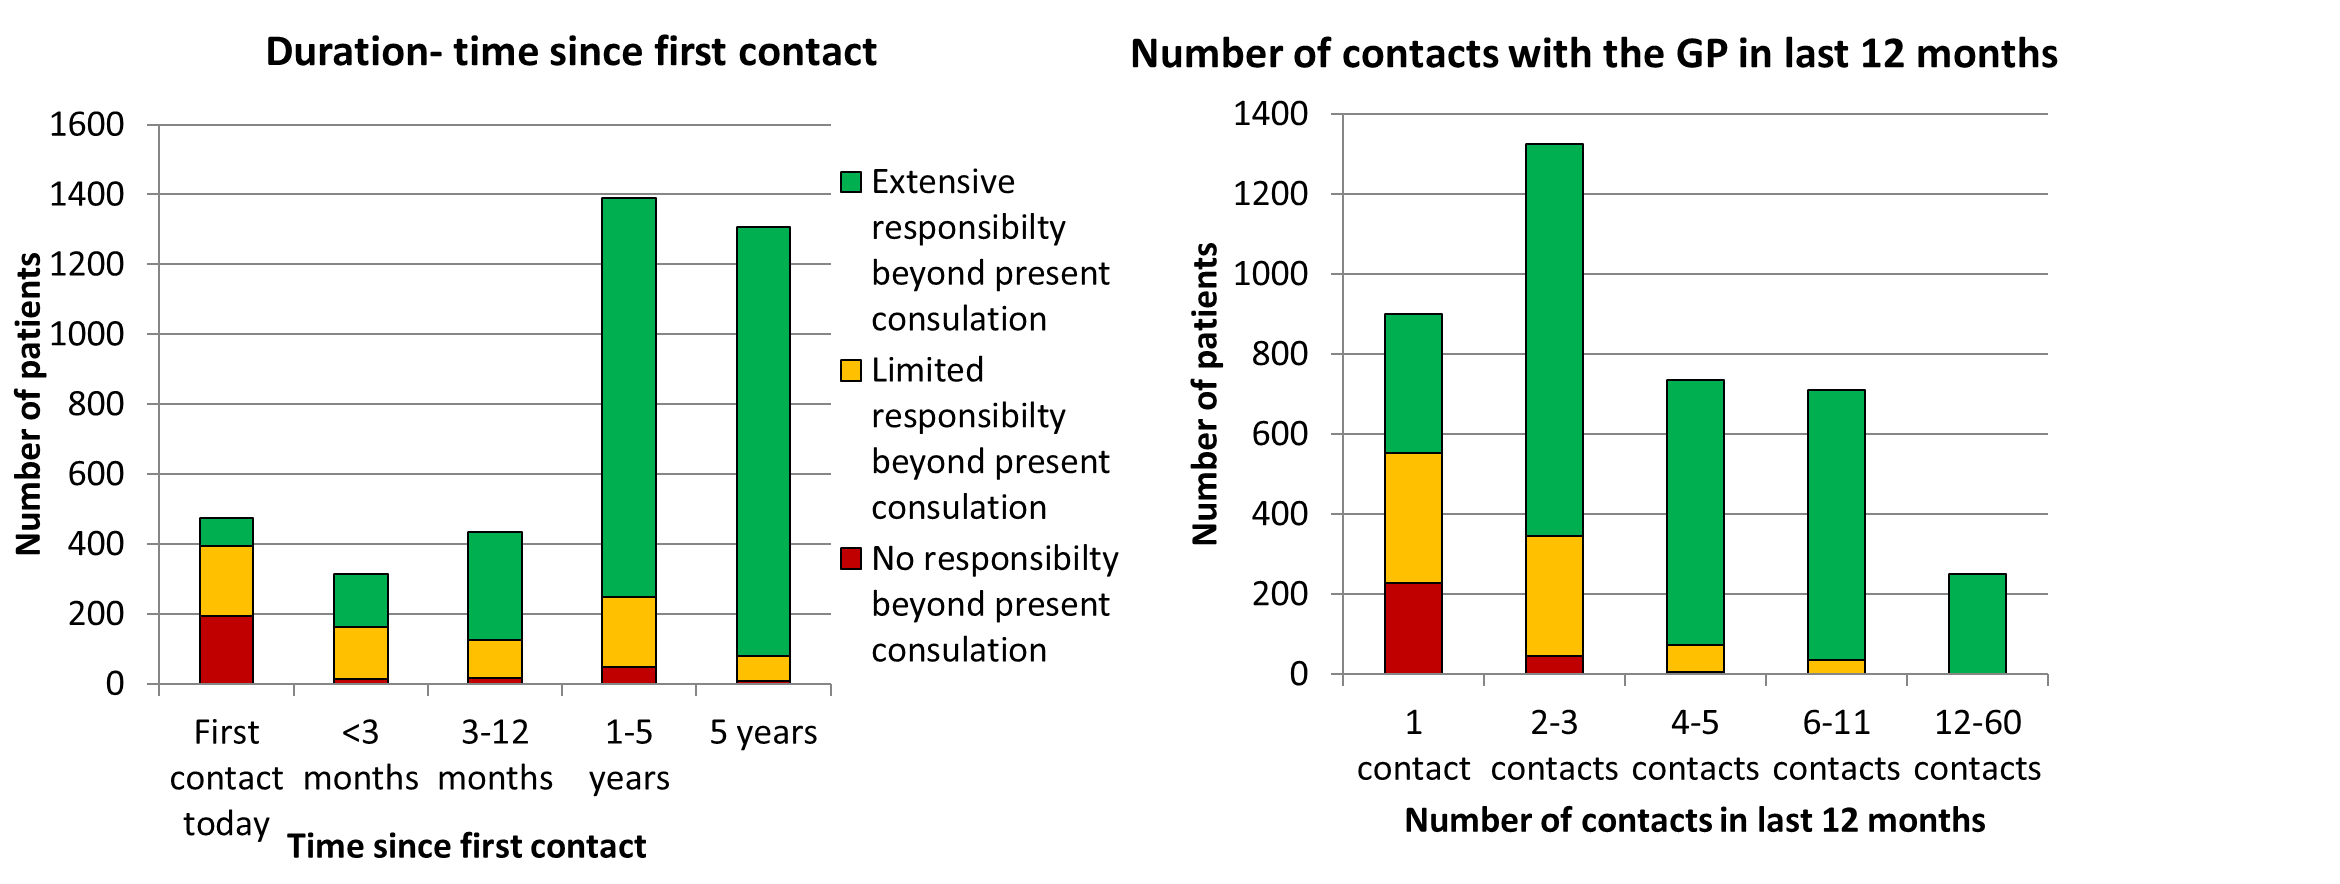 Duration- time since first contact
Number of patients
1600
1400
1200
1000
800
600
400
200
0
First
contact
today
<3
months
3-12
months
1-5
years
5 years
Time since first contact
Extensive
responsibilty
beyond present
consulation
Limited
responsibilty
beyond present
consulation
No responsibilty
beyond present
consulation
Number of contacts with the GP in last 12 months
Number of patients
1400
1200
1000
800
600
400
200
0
1
contact
2-3
contacts
4-5
contacts
6-11
contacts
12-60
contacts
Number of contacts in last 12 months